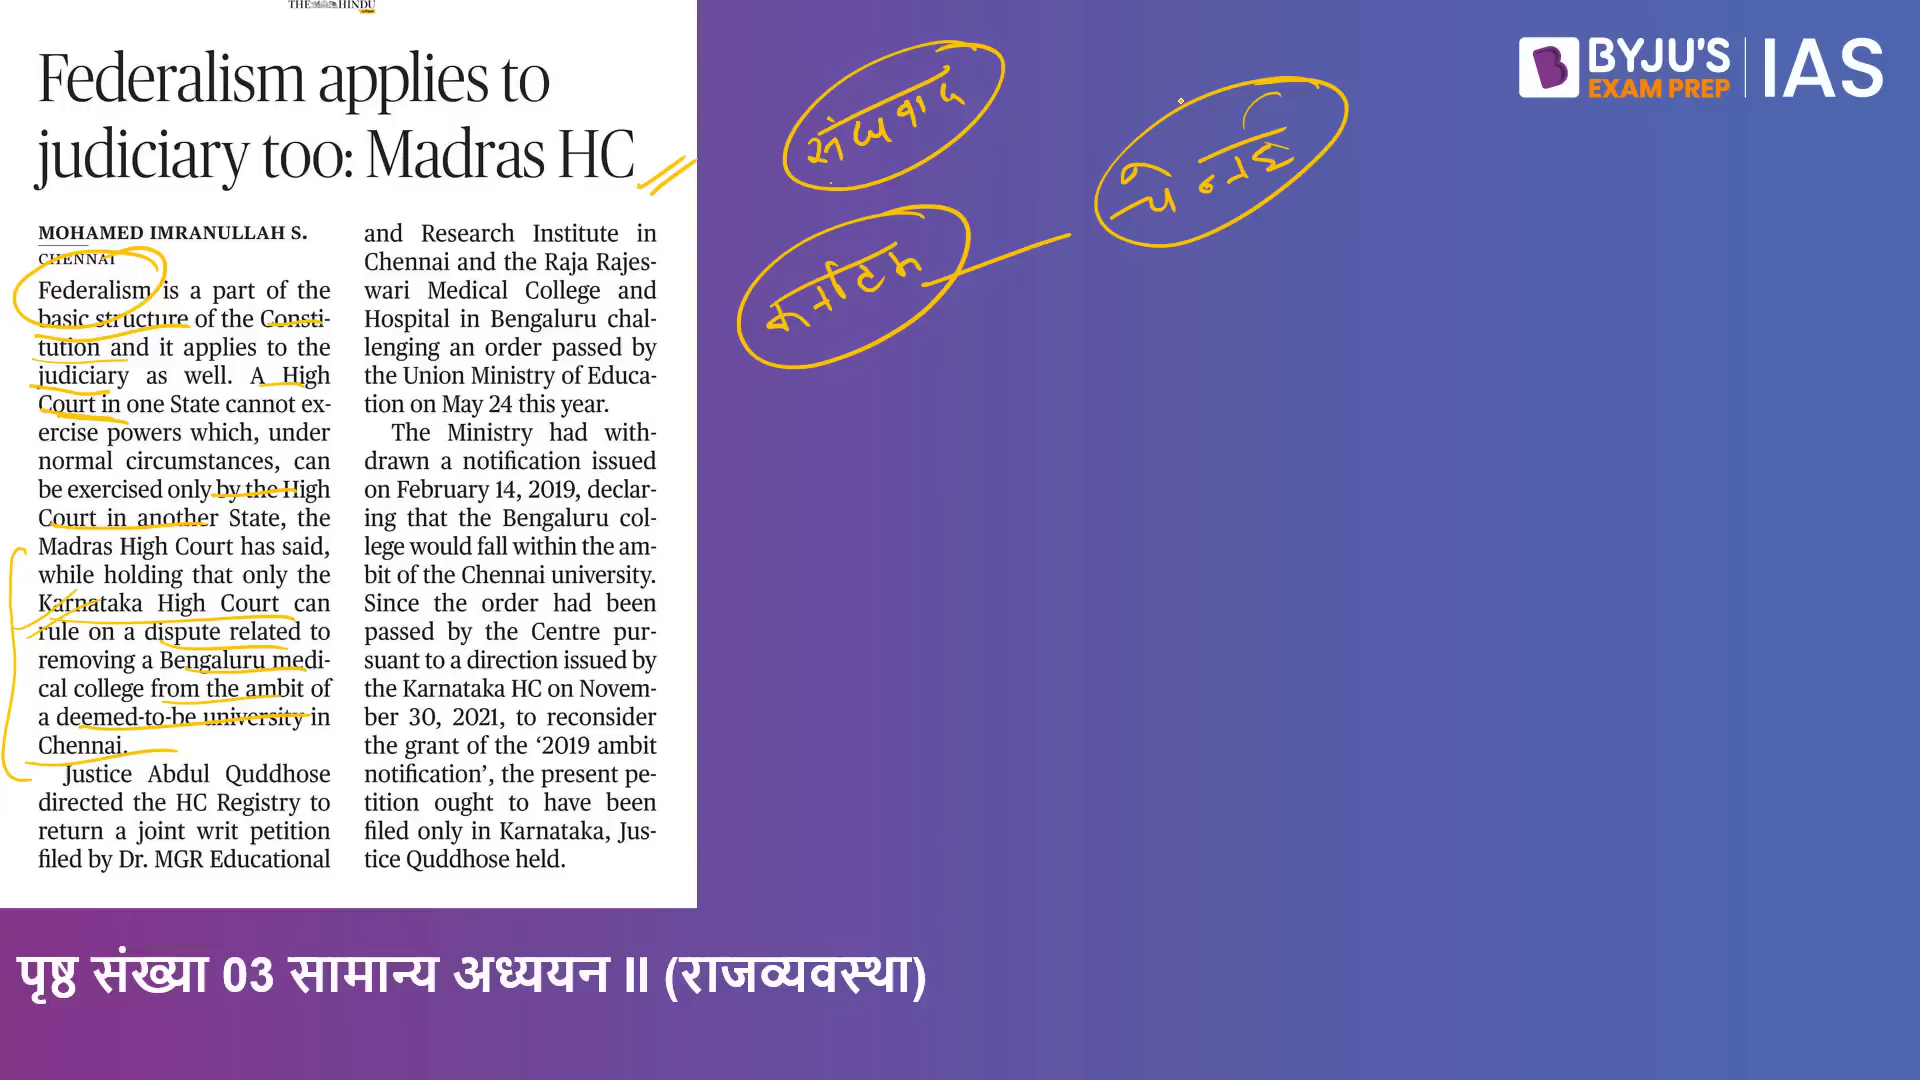 THE HINDU
Federalism applies to
judiciary too: Madras HC
MOHAMED IMRANULLAH S.
CHENNAI
Federalism is a part of the
basic structure of the Consti-
tution and it applies to the
judiciary as well. A High
Court in one State cannot ex-
ercise powers which, under
normal circumstances, can
be exercised only by the High
Court in another State, the
Madras High Court has said,
while holding that only the
Karnataka High Court can
rule on a dispute related to
removing a Bengaluru medi-
cal college from the ambit of
a deemed-to-be university in
Chennai.
Justice Abdul Quddhose
directed the HC Registry to
return a joint writ petition
filed by Dr. MGR Educational
and Research Institute in
Chennai and the Raja Rajes-
wari Medical College and
Hospital in Bengaluru chal-
lenging an order passed by
the Union Ministry of Educa-
tion on May 24 this year.
The Ministry had with-
drawn a notification issued
on February 14, 2019, declar-
ing that the Bengaluru col-
lege would fall within the am-
bit of the Chennai university.
Since the order had been
passed by the Centre pur-
suant to a direction issued by
the Karnataka HC on Novem-
ber 30, 2021, to reconsider
the grant of the ‘2019 ambit
notification’, the present pe-
tition ought to have been
filed only in Karnataka, Jus-
tice Quddhose held.
संघवाद
BYJU'S
EXAM PREP
IAS
पृष्ठ संख्या 03 सामान्य अध्ययन II (राजव्यवस्था)